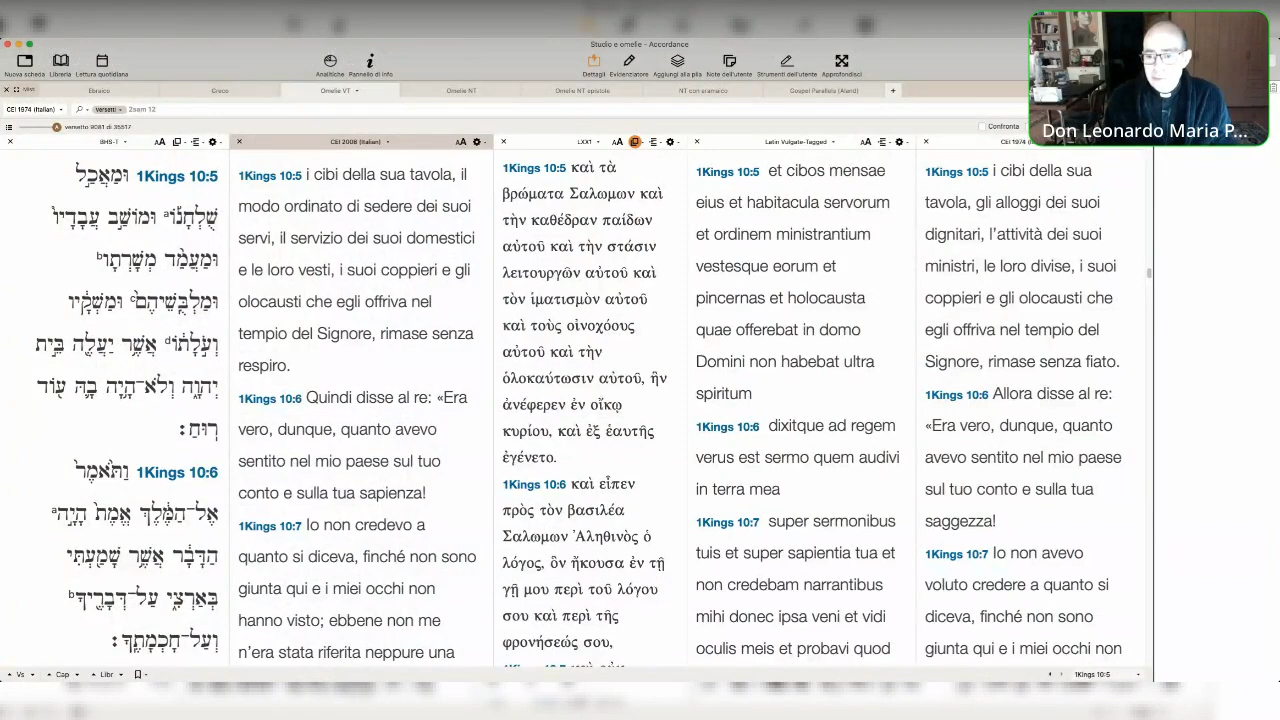 Studio e omelie - Accordance
Nuova scheda Libreria Lettura quotidiana Analitiche Pannello di info Dettagli Evidenziatore Aggiungi alla pila Note dell'utente Strumenti dell'utente Approfondisci
Ebraico Greco Omelie VT Omelie NT Omelie NT epistole NT con aramaico Gospel Parallels (Aland) +
CEI 1974 (Italian) versetti 2sam 12
versetto 9081 di 35517 Confronta
Don Leonardo Maria P...
BHS-T
1Kings 10:5 וּמַאֲכַ֣ל
שֻׁלְחָנ֡וֹ a וּמוֹשַׁ֣ב עֲבָדָיו֩
וּמַעֲמַ֨ד מְשָׁרְתָ֜ו b
וּמַלְבֻּֽשֵׁיהֶם֙ c וּמַשְׁקָ֔יו
וְעֹ֣לָת֔וֹ d אֲשֶׁ֥ר יַעֲלֶ֖ה בֵּ֣ית
יְהוָ֑ה וְלֹא־הָ֥יָה בָ֛הּ ע֖וֹד
רֽוּחַ׃
1Kings 10:6 וַתֹּ֙אמֶר֙
אֶל־הַמֶּ֔לֶךְ אֱמֶת֙ הָיָ֣ה a
הַדָּבָ֔ר אֲשֶׁ֥ר שָׁמַ֖עְתִּי
בְּאַרְצִ֑י עַל־דְּבָרֶ֖יךָ b
וְעַל־חָכְמָתֶֽךָ׃
CEI 2008 (Italian)
1Kings 10:5 i cibi della sua tavola, il
modo ordinato di sedere dei suoi
servi, il servizio dei suoi domestici
e le loro vesti, i suoi coppieri e gli
olocausti che egli offriva nel
tempio del Signore, rimase senza
respiro.
1Kings 10:6 Quindi disse al re: «Era
vero, dunque, quanto avevo
sentito nel mio paese sul tuo
conto e sulla tua sapienza!
1Kings 10:7 Io non credevo a
quanto si diceva, finché non sono
giunta qui e i miei occhi non
hanno visto; ebbene non me
n'era stata riferita neppure una
LXX1
1Kings 10:5 καὶ τὰ
βρώματα Σαλωμων καὶ
τὴν καθέδραν παίδων
αὐτοῦ καὶ τὴν στάσιν
λειτουργῶν αὐτοῦ καὶ
τὸν ἱματισμὸν αὐτοῦ
καὶ τοὺς οἰνοχόους
αὐτοῦ καὶ τὴν
ὁλοκαύτωσιν αὐτοῦ, ἣν
ἀνέφερεν ἐν οἴκῳ
κυρίου, καὶ ἐξ ἑαυτῆς
ἐγένετο.
1Kings 10:6 καὶ εἶπεν
πρὸς τὸν βασιλέα
Σαλωμων Ἀληθινὸς ὁ
λόγος, ὃν ἤκουσα ἐν τῇ
γῇ μου περὶ τοῦ λόγου
σου καὶ περὶ τῆς
φρονήσεώς σου,
Latin Vulgate-Tagged
1Kings 10:5 et cibos mensae
eius et habitacula servorum
et ordinem ministrantium
vestesque eorum et
pincernas et holocausta
quae offerebat in domo
Domini non habebat ultra
spiritum
1Kings 10:6 dixitque ad regem
verus est sermo quem audivi
in terra mea
1Kings 10:7 super sermonibus
tuis et super sapientia tua et
non credebam narrantibus
mihi donec ipsa veni et vidi
oculis meis et probavi quod
CEI 1974
1Kings 10:5 i cibi della sua
tavola, gli alloggi dei suoi
dignitari, l'attività dei suoi
ministri, le loro divise, i suoi
coppieri e gli olocausti che
egli offriva nel tempio del
Signore, rimase senza fiato.
1Kings 10:6 Allora disse al re:
«Era vero, dunque, quanto
avevo sentito nel mio paese
sul tuo conto e sulla tua
saggezza!
1Kings 10:7 Io non avevo
voluto credere a quanto si
diceva, finché non sono
giunta qui e i miei occhi non
Vs Cap Libr 1Kings 10:5